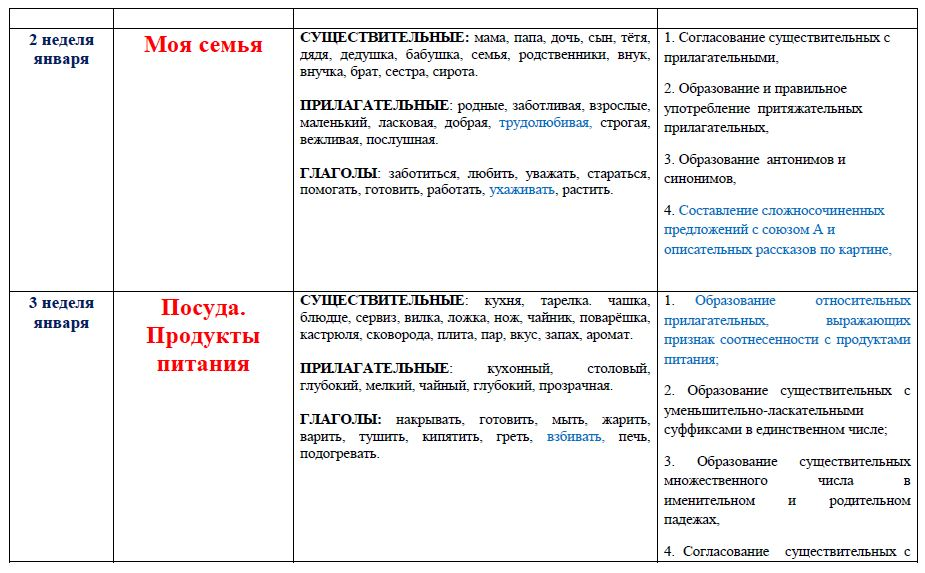 2 неделя
января
Моя семья
СУЩЕСТВИТЕЛЬНЫЕ: мама, папа, дочь, сын, тётя,
дядя, дедушка, бабушка, семья, родственники, внук,
внучка, брат, сестра, сирота.
ПРИЛАГАТЕЛЬНЫЕ: родные, заботливая, взрослые,
маленький, ласковая, добрая, трудолюбивая, строгая,
вежливая, послушная.
ГЛАГОЛЫ: заботиться, любить, уважать, стараться,
помогать, готовить, работать, ухаживать, растить.
1. Согласование существительных с
прилагательными,
2. Образование и правильное
употребление притяжательных
прилагательных,
3. Образование антонимов и
синонимов,
4. Составление сложносочиненных
предложений с союзом А и
описательных рассказов по картине,
3 неделя
января
Посуда.
Продукты
питания
СУЩЕСТВИТЕЛЬНЫЕ: кухня, тарелка. чашка,
блюдце, сервиз, вилка, ложка, нож, чайник, поварёшка,
кастрюля, сковорода, плита, пар, вкус, запах, аромат.
ПРИЛАГАТЕЛЬНЫЕ: кухонный, столовый,
глубокий, мелкий, чайный, глубокий, прозрачная.
ГЛАГОЛЫ: накрывать, готовить, мыть, жарить,
варить, тушить, кипятить, греть, взбивать, печь,
подогревать.
1. Образование относительных
прилагательных, выражающих
признак соотнесенности с продуктами
питания;
2. Образование существительных с
уменьшительно-ласкательными
суффиксами в единственном числе;
3. Образование существительных
множественного числа в
именительном и родительном
падежах,
4. Согласование существительных с